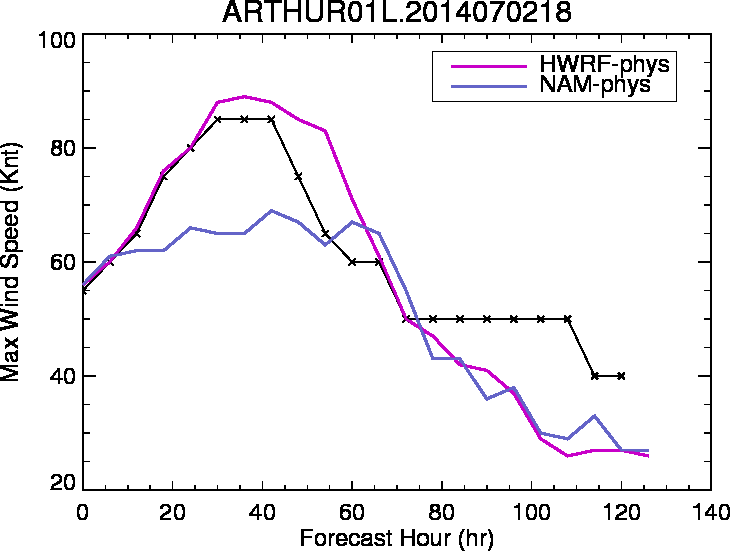 ARTHUR01L.2014070218
HWRF-phys
NAM-phys
Max Wind Speed (Knt)
100
80
60
40
20
0 20 40 60 80 100 120 140
Forecast Hour (hr)